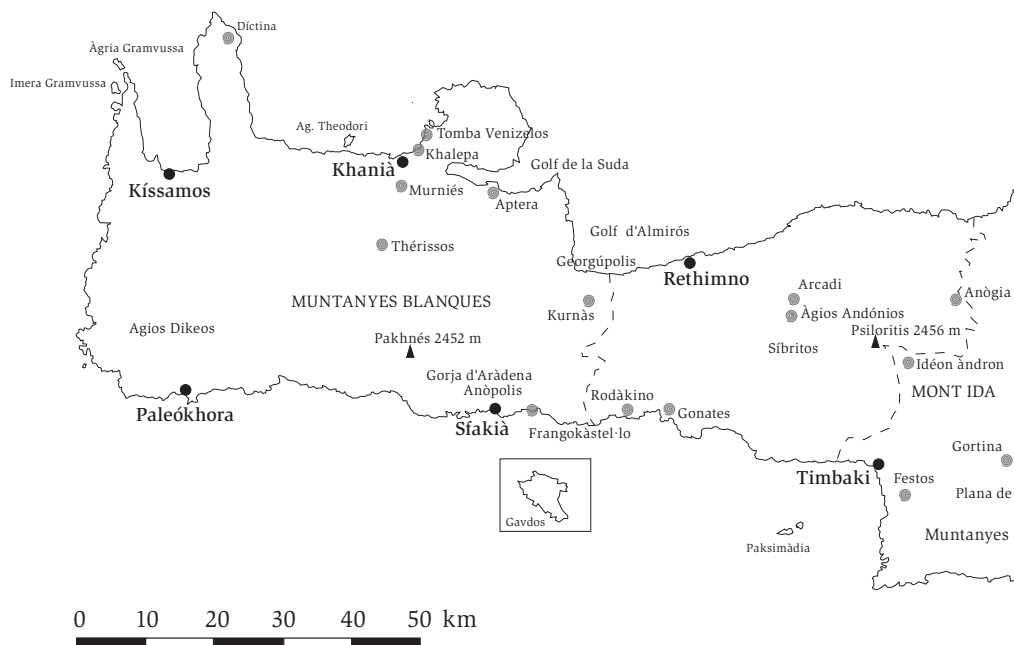 Díctina
Àgria Gramvussa
Imera Gramvussa
Ag. Theodori
Tomba Venizelos
Khalepa
Golf de la Suda
Khanià
Kíssamos
Murniés
Aptera
Golf d'Almirós
Thérissos
Georgúpolis
Rethimno
Arcadi
Anògia
MUNTANYES BLANQUES
Kurnàs
Àgios Andónios
Agios Dikeos
Pakhnés 2452 m
Psiloritis 2456 m
Síbritos
Idéon àndron
Gorja d'Aràdena
Anòpolis
MONT IDA
Rodàkino
Paleókhora
Gonates
Sfakià
Frangokàstel·lo
Gortina
Timbaki
Festos
Plana de
Gavdos
Muntanyes
Paksimàdia
0 10 20 30 40 50 km